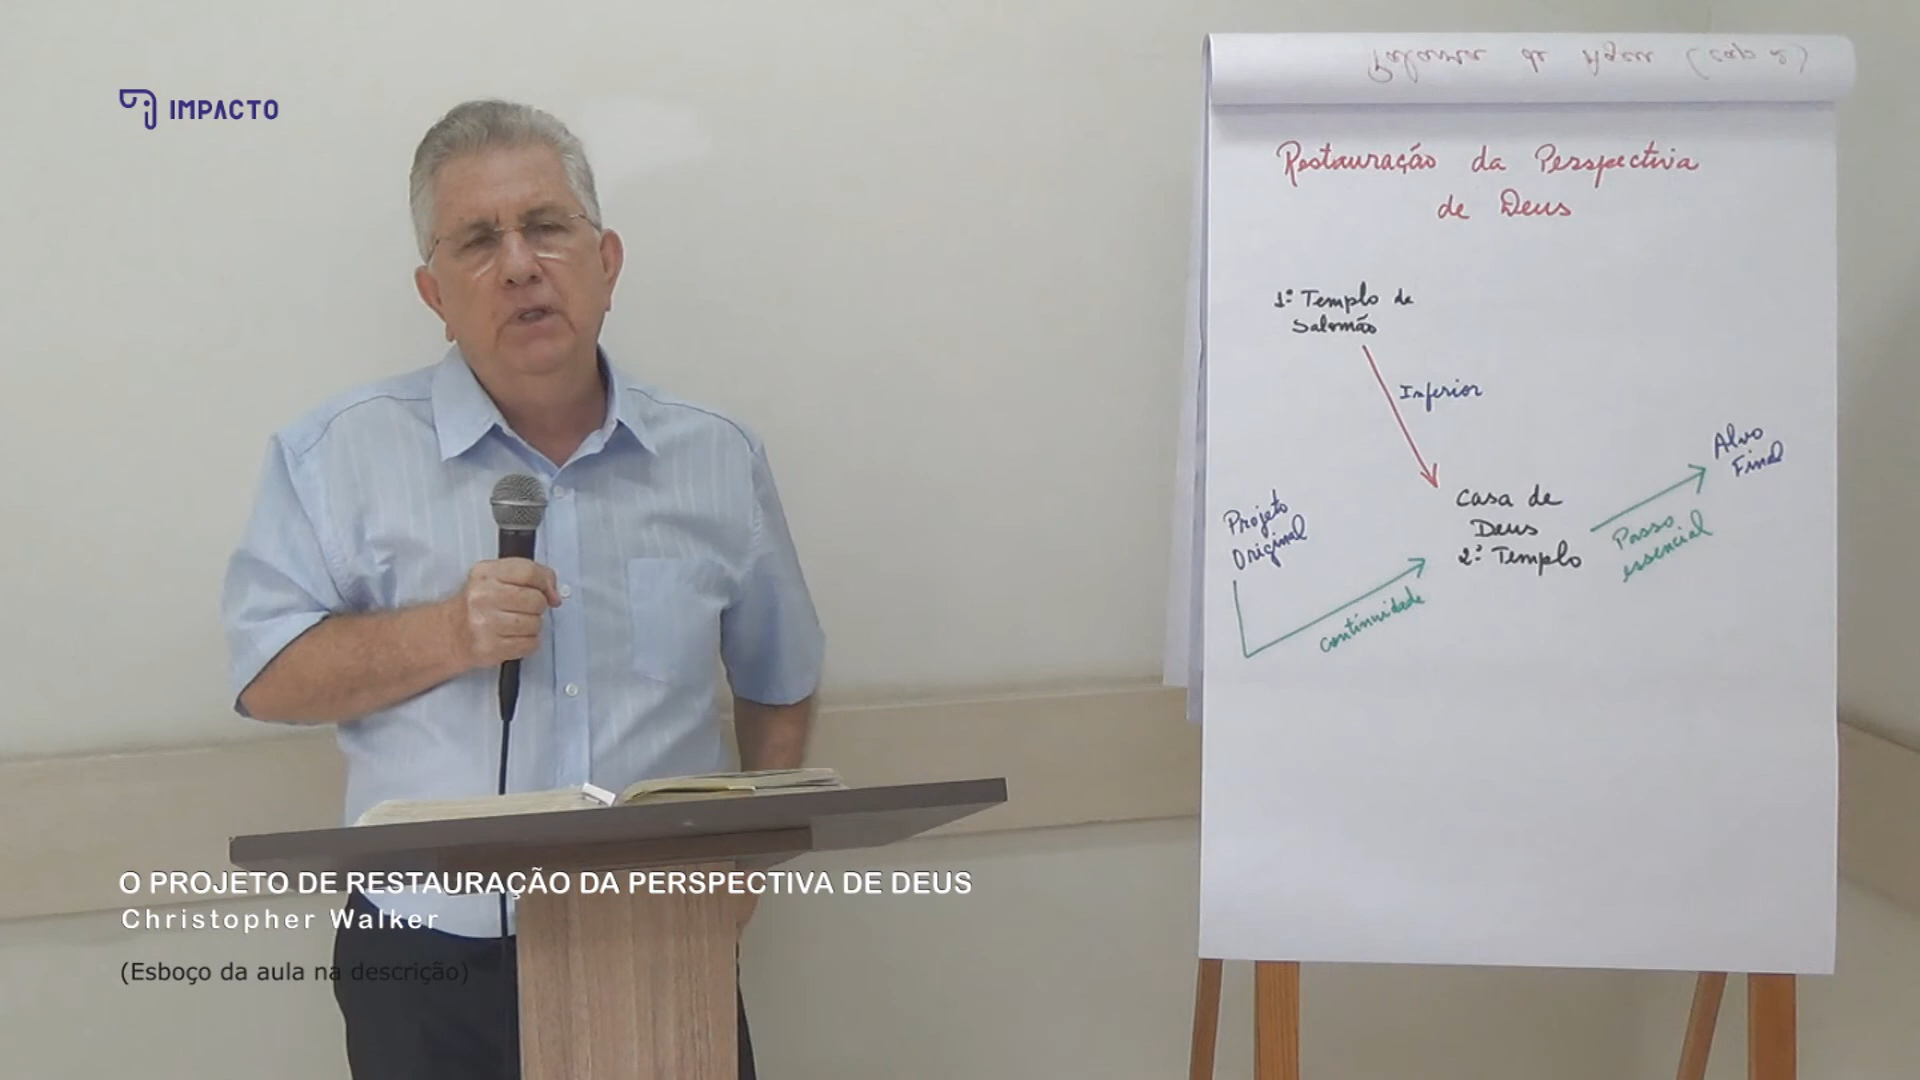 IMPACTO
Restauração da Perspectiva
de Deus
1º Templo de
Salomão
Inferior
Alvo
Final
Casa de
Deus
2º Templo
Projeto
Original
Passo
essencial
continuidade
O PROJETO DE RESTAURAÇÃO DA PERSPECTIVA DE DEUS
Christopher Walker
(Esboço da aula na descrição)